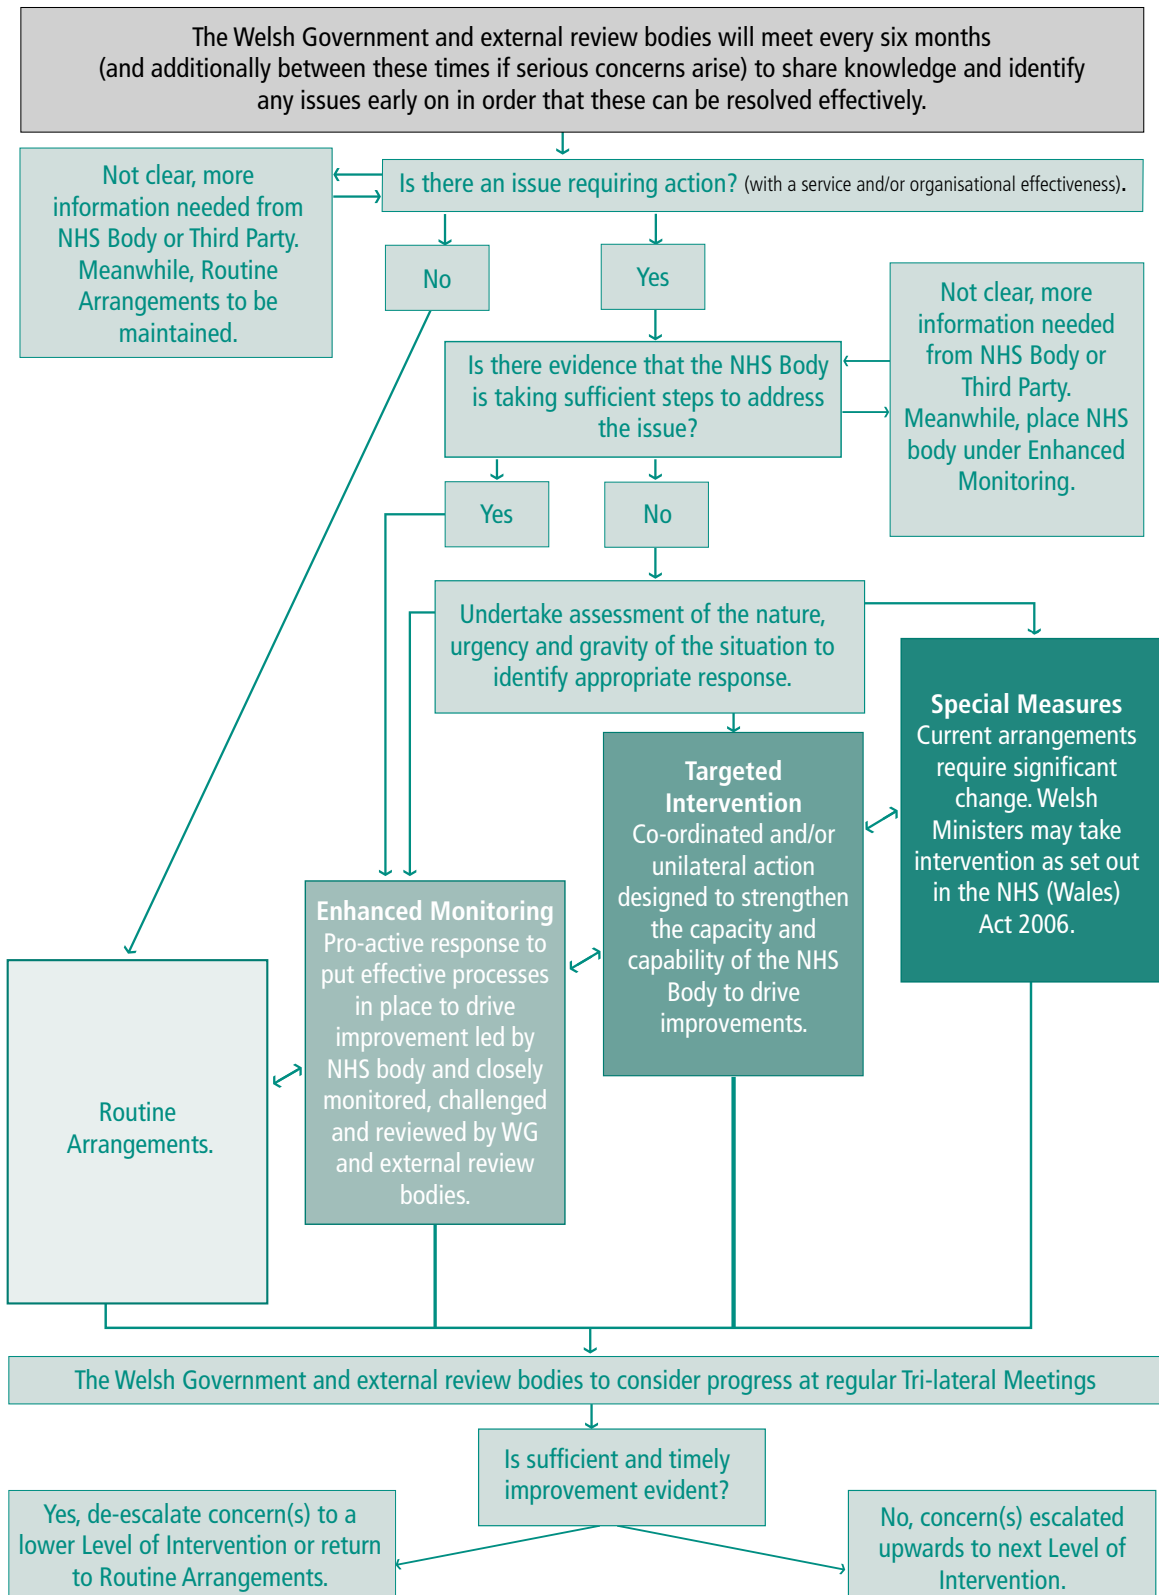 The Welsh Government and external review bodies will meet every six months
(and additionally between these times if serious concerns arise) to share knowledge and identify
any issues early on in order that these can be resolved effectively.
Not clear, more
information needed from
NHS Body or Third Party.
Meanwhile, Routine
Arrangements to be
maintained.
Is there an issue requiring action? (with a service and/or organisational effectiveness).
No
Yes
Not clear, more
information needed
from NHS Body or
Third Party.
Meanwhile, place NHS
body under Enhanced
Monitoring.
Is there evidence that the NHS Body
is taking sufficient steps to address
the issue?
Yes
No
Undertake assessment of the nature,
urgency and gravity of the situation to
identify appropriate response.
Special Measures
Current arrangements
require significant
change. Welsh
Ministers may take
intervention as set out
in the NHS (Wales)
Act 2006.
Targeted
Intervention
Co-ordinated and/or
unilateral action
designed to strengthen
the capacity and
capability of the NHS
Body to drive
improvements.
Enhanced Monitoring
Pro-active response to
put effective processes
in place to drive
improvement led by
NHS body and closely
monitored, challenged
and reviewed by WG
and external review
bodies.
Routine
Arrangements.
The Welsh Government and external review bodies to consider progress at regular Tri-lateral Meetings
Is sufficient and timely
improvement evident?
Yes, de-escalate concern(s) to a
lower Level of Intervention or return
to Routine Arrangements.
No, concern(s) escalated
upwards to next Level of
Intervention.